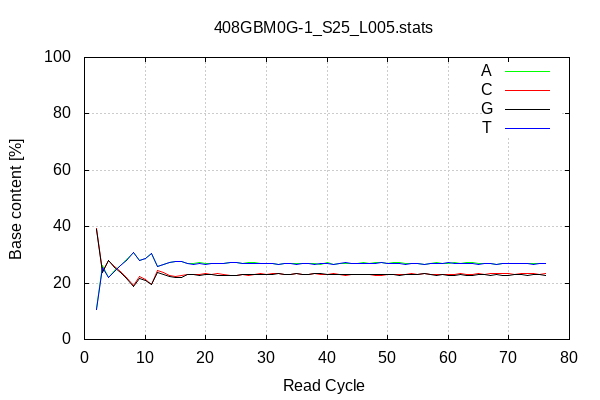 408GBM0G-1_S25_L005.stats
100
80
60
40
20
0
Base content [%]
A
C
G
T
0 10 20 30 40 50 60 70 80
Read Cycle